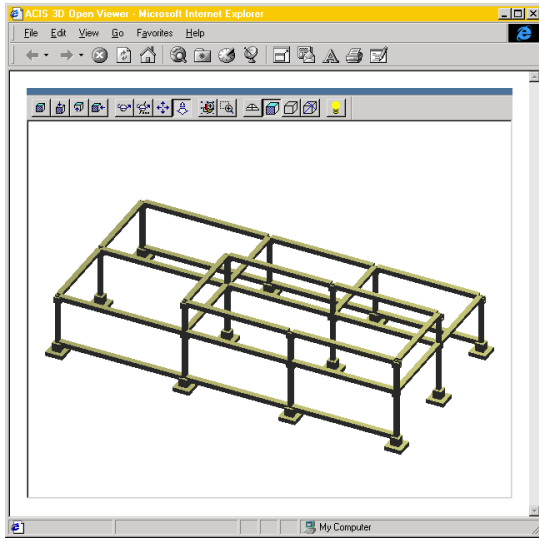 ACIS 3D Open Viewer - Microsoft Internet Explorer
File Edit View Go Favorites Help
My Computer